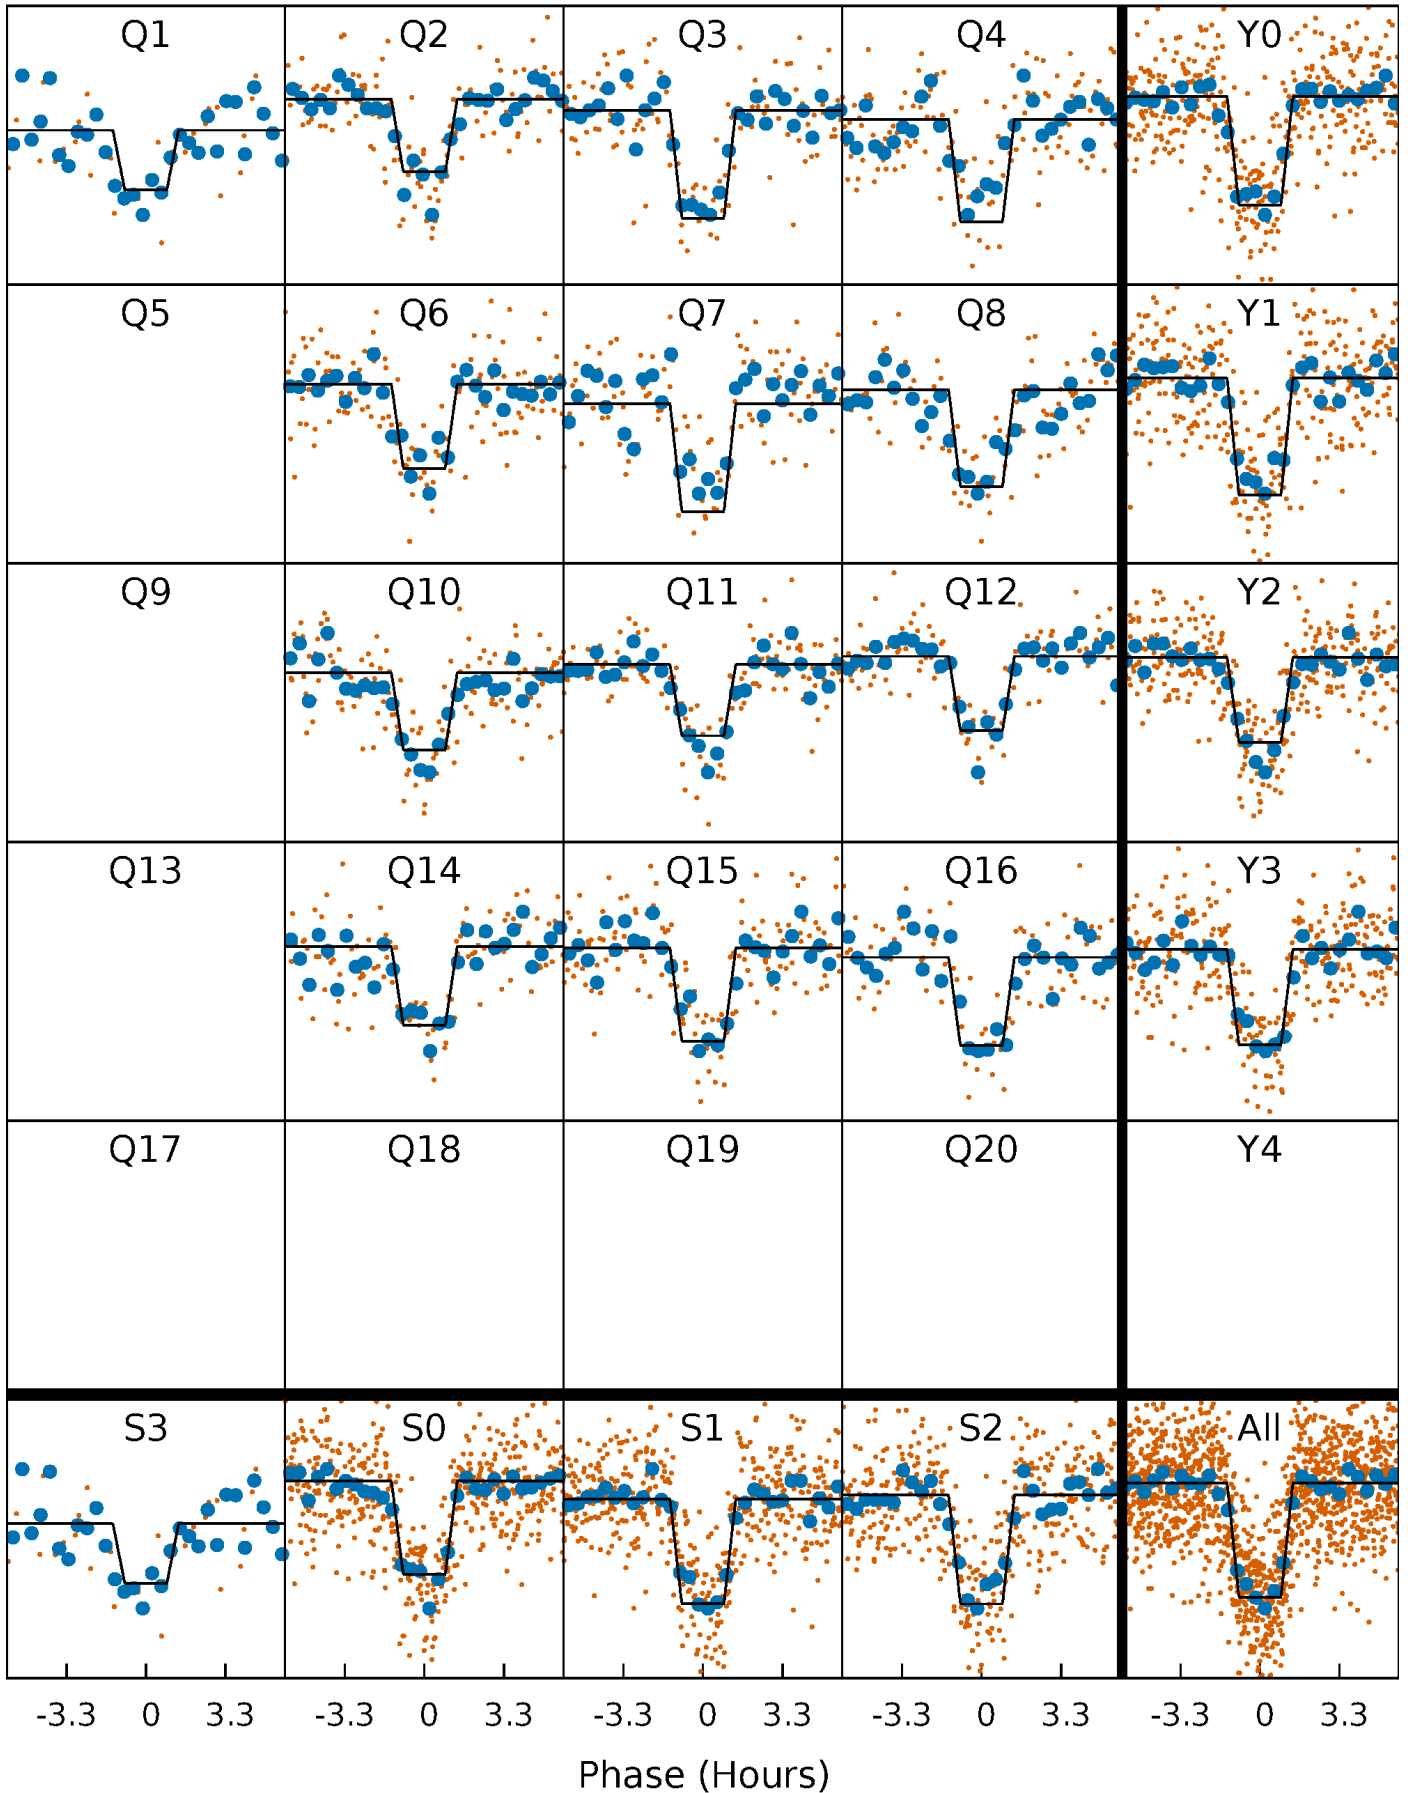 Q1 Q2 Q3 Q4 Y0
Q5 Q6 Q7 Q8 Y1
Q9 Q10 Q11 Q12 Y2
Q13 Q14 Q15 Q16 Y3
Q17 Q18 Q19 Q20 Y4
S3 S0 S1 S2 All
-3.3 0 3.3 -3.3 0 3.3 -3.3 0 3.3 -3.3 0 3.3 -3.3 0 3.3
Phase (Hours)